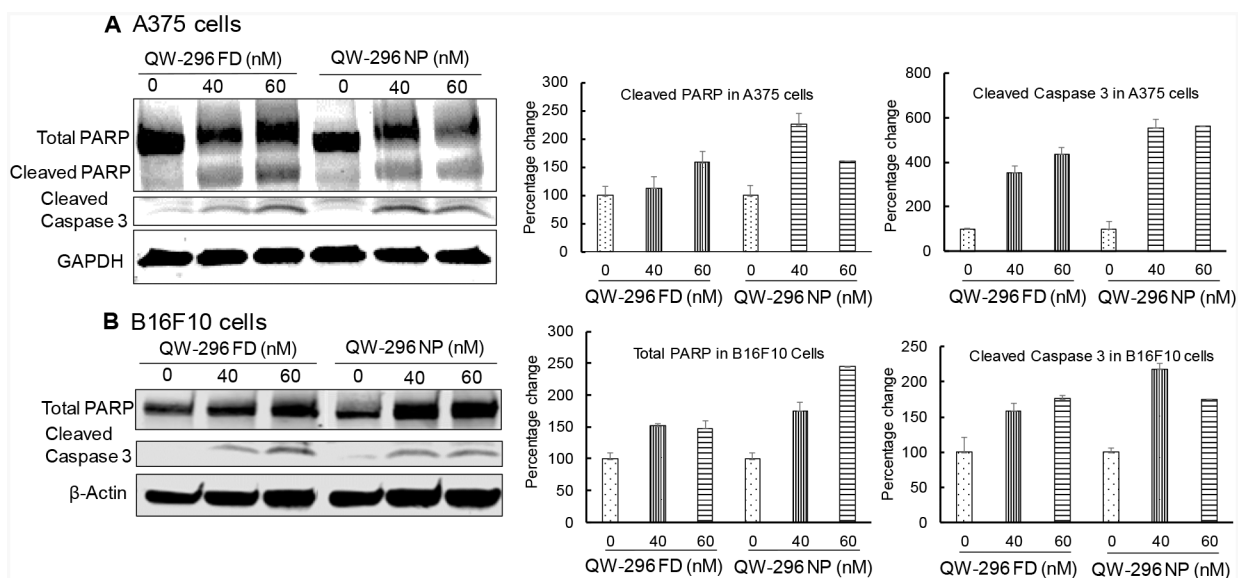 A A375 cells
QW-296 FD (nM) QW-296 NP (nM)
0 40 60 0 40 60
Total PARP
Cleaved PARP
Cleaved
Caspase 3
GAPDH
Cleaved PARP in A375 cells
Percentage change
300
250
200
150
100
50
0
0 40 60 0 40 60
QW-296 FD (nM) QW-296 NP (nM)
Cleaved Caspase 3 in A375 cells
Percentage change
800
600
400
200
0
0 40 60 0 40 60
QW-296 FD (nM) QW-296 NP (nM)
B B16F10 cells
QW-296 FD (nM) QW-296 NP (nM)
0 40 60 0 40 60
Total PARP
Cleaved
Caspase 3
β-Actin
Total PARP in B16F10 Cells
Percentage change
300
250
200
150
100
50
0
0 40 60 0 40 60
QW-296 FD (nM) QW-296 NP (nM)
Cleaved Caspase 3 in B16F10 cells
Percentage change
250
200
150
100
50
0
0 40 60 0 40 60
QW-296 FD (nM) QW-296 NP (nM)